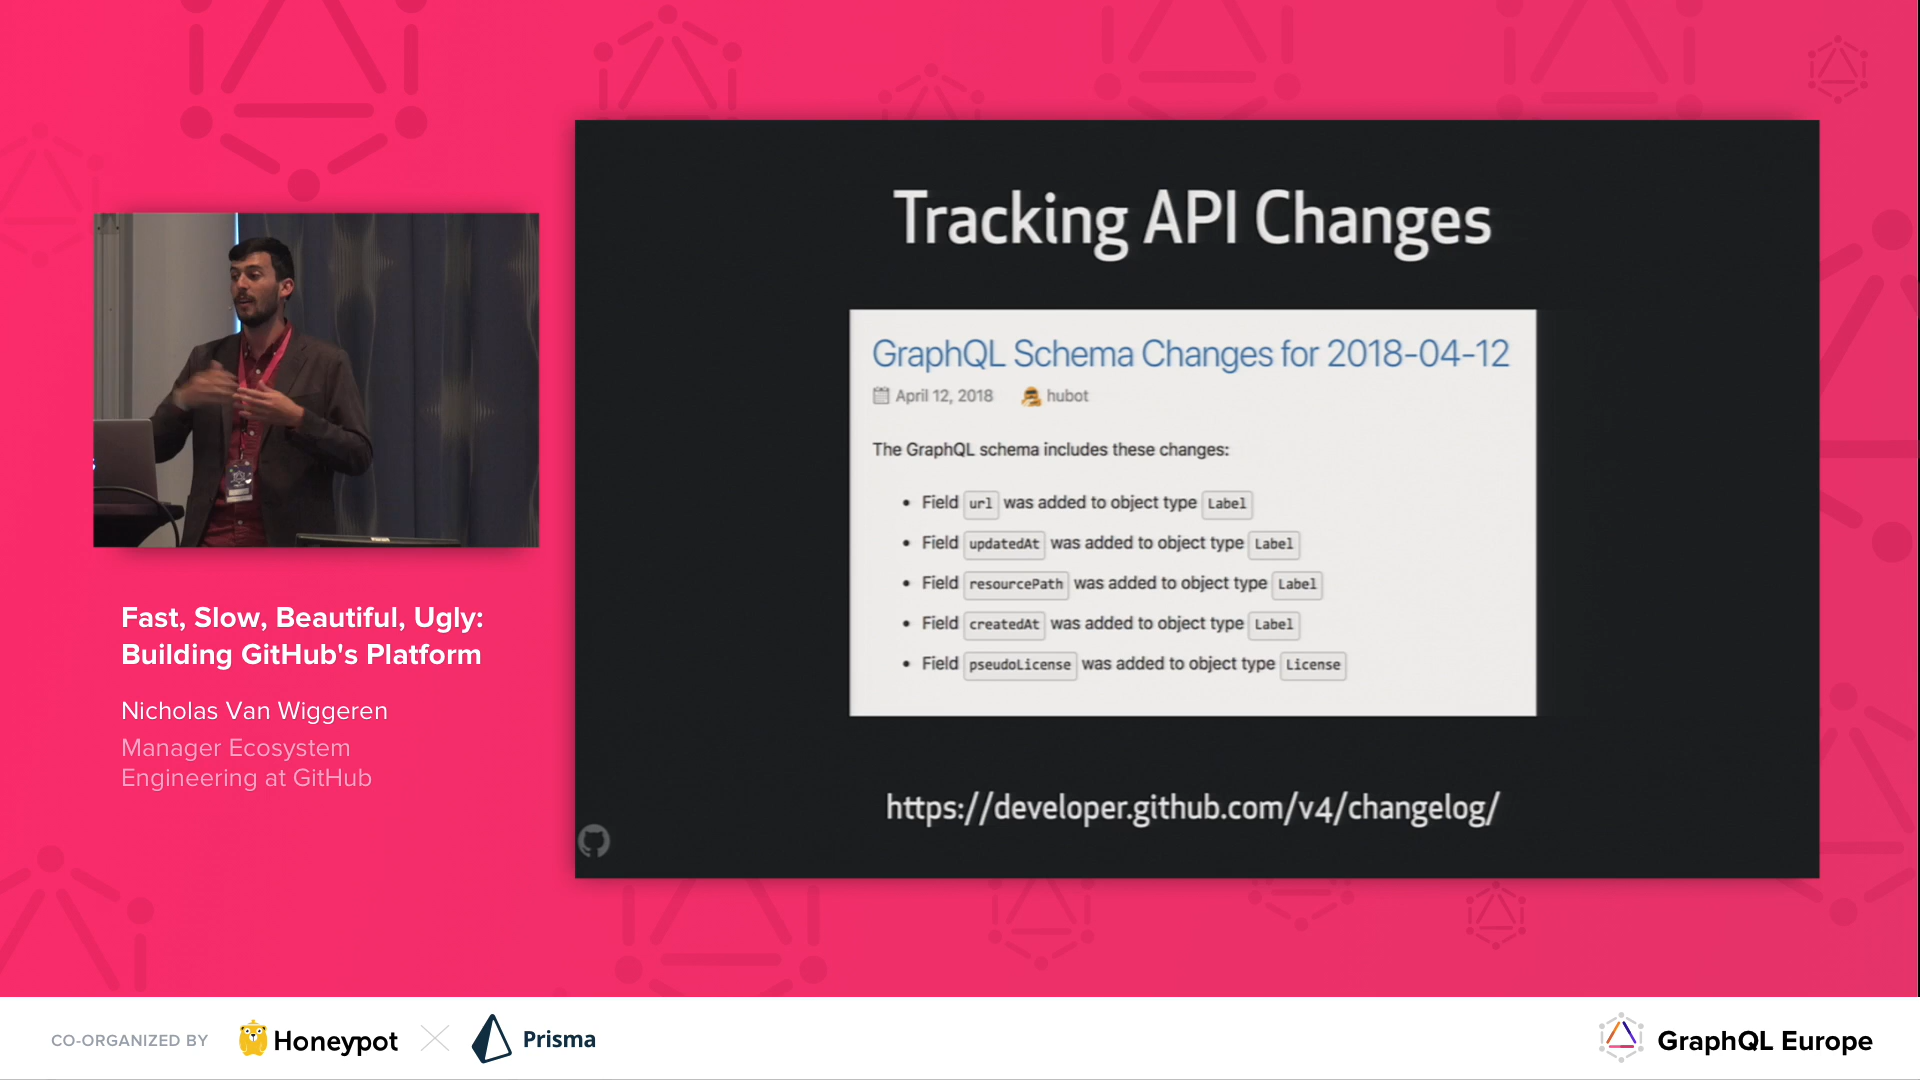 Tracking API Changes
GraphQL Schema Changes for 2018-04-12
April 12, 2018 hubot
The GraphQL schema includes these changes:
• Field url was added to object type Label
• Field updatedAt was added to object type Label
• Field resourcePath was added to object type Label
• Field createdAt was added to object type Label
• Field pseudoLicense was added to object type License
https://developer.github.com/v4/changelog/
Fast, Slow, Beautiful, Ugly:
Building GitHub's Platform
Nicholas Van Wiggeren
Manager Ecosystem
Engineering at GitHub
CO-ORGANIZED BY Honeypot Prisma
GraphQL Europe